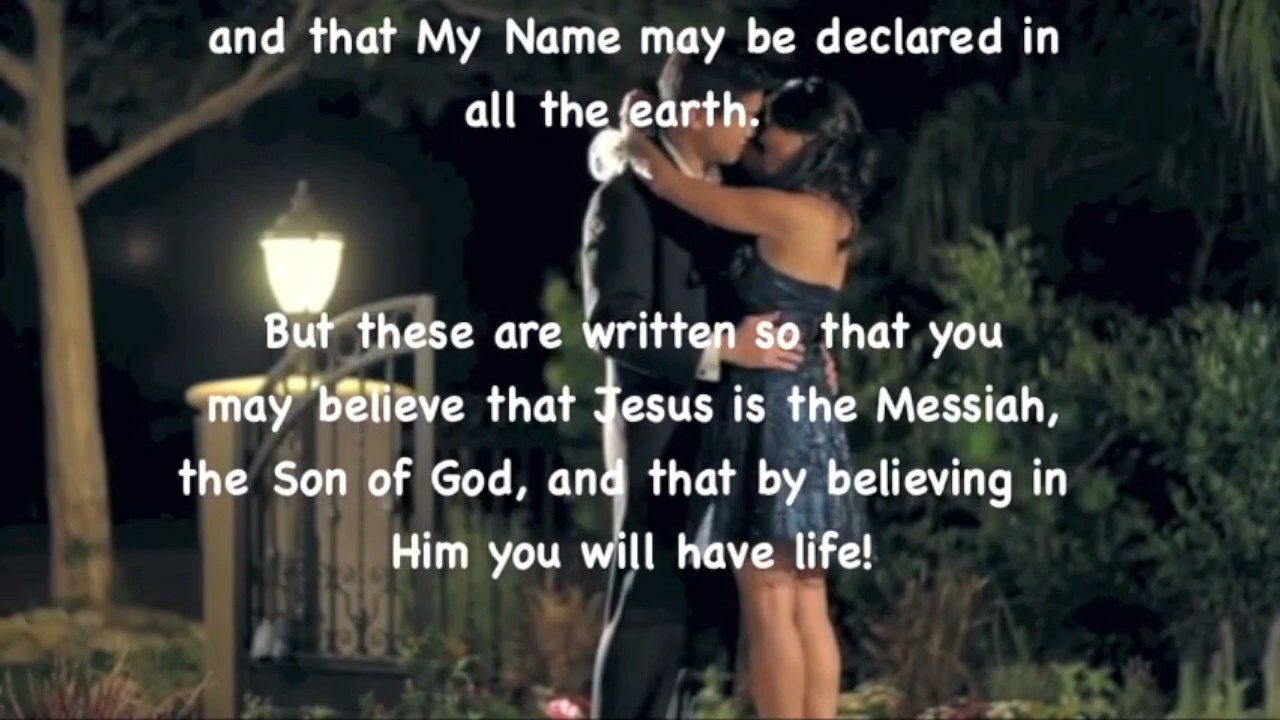 and that My Name may be declared in
all the earth.
But these are written so that you
may believe that Jesus is the Messiah,
the Son of God, and that by believing in
Him you will have life!